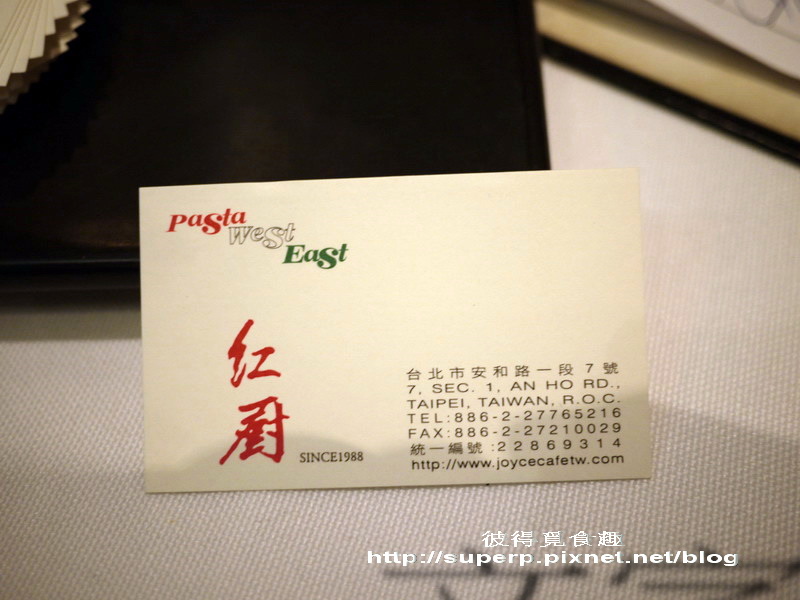 Pasta
West
East
红
廚
SINCE1988
台北市安和路一段7號
7, SEC. 1, AN HO RD.,
TAIPEI, TAIWAN, R.O.C.
TEL:886-2-27765216
FAX:886-2-27210029
統一編號:22869314
http://www.joycecafetw.com
彼得覓食趣
http://superp.pixnet.net/blog